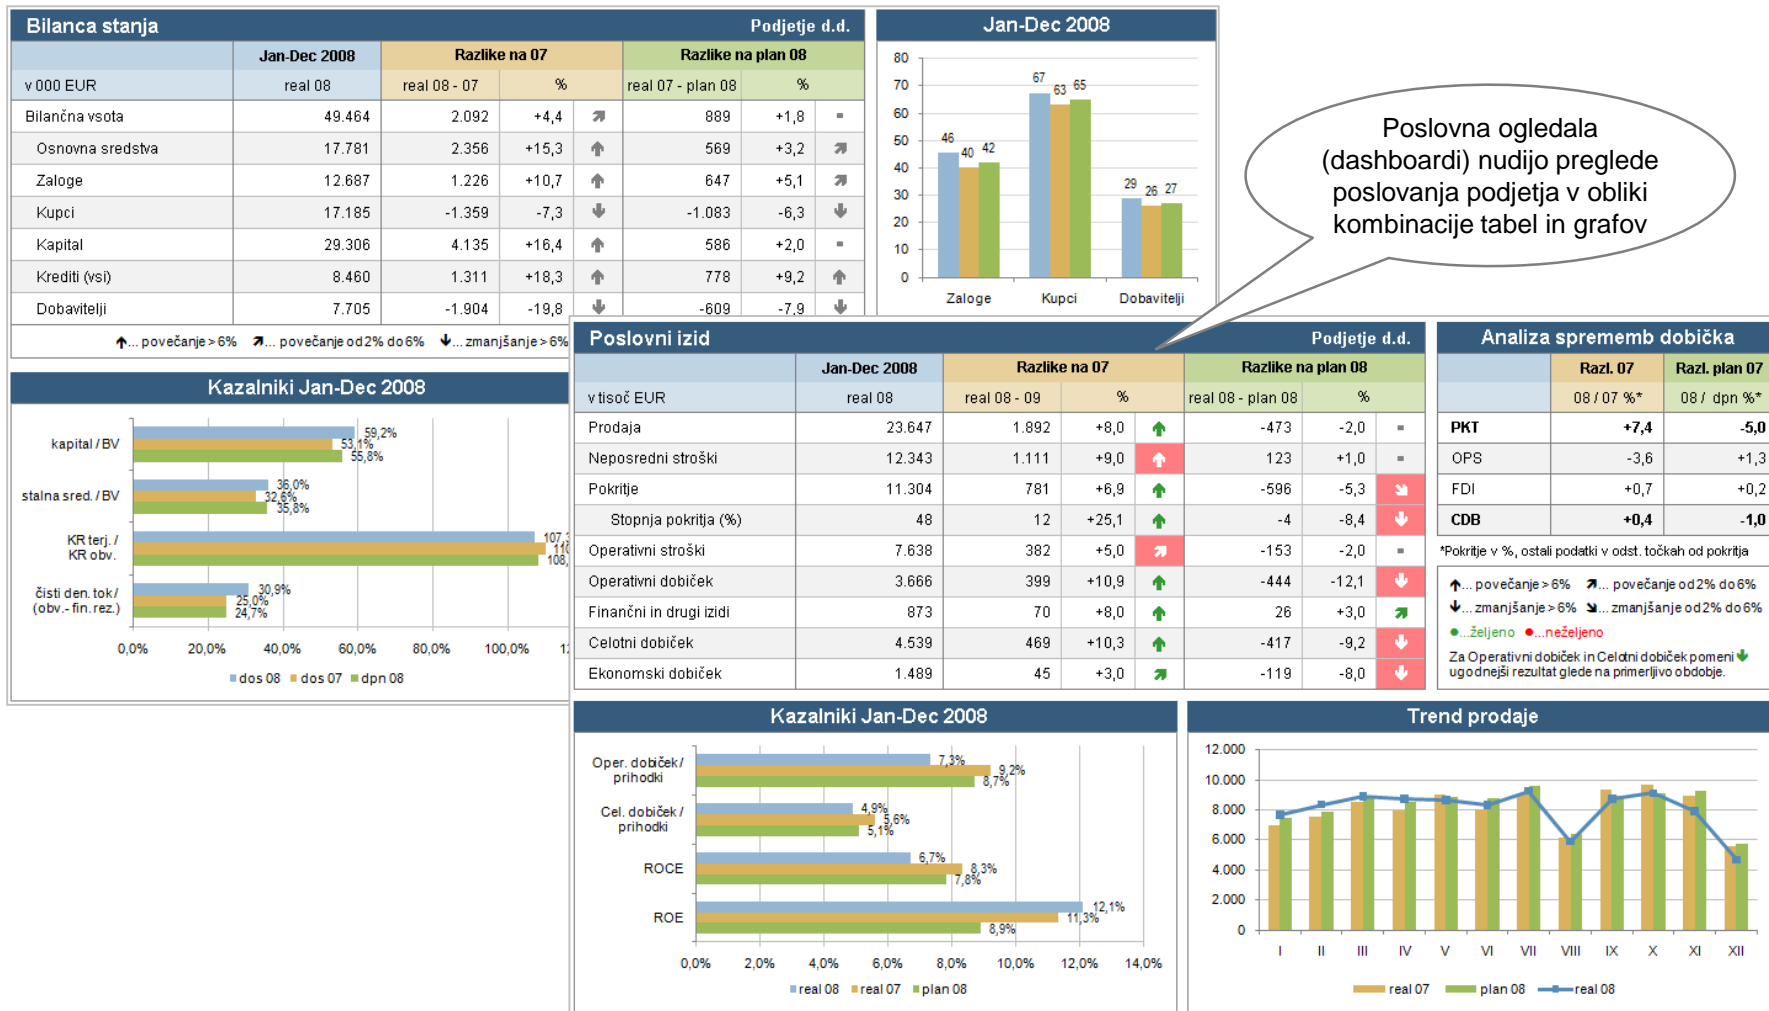 Bilanca stanja Podjetje d.d.
Jan-Dec 2008 Razlike na 07 Razlike na plan 08
v 000 EUR real 08 real 08 - 07 % real 07 - plan 08 %
Bilančna vsota 49.464 2.092 +4,4 889 +1,8 =
Osnovna sredstva 17.781 2.356 +15,3 569 +3,2
Zaloge 12.687 1.226 +10,7 647 +5,1
Kupci 17.185 -1.359 -7,3 -1.083 -6,3
Kapital 29.306 4.135 +16,4 586 +2,0 =
Krediti (vsi) 8.460 1.311 +18,3 778 +9,2
Dobavitelji 7.705 -1.904 -19,8 -609 -7,9
↑... povečanje > 6% ↗... povečanje od 2% do 6% ↓... zmanjšanje > 6%
Jan-Dec 2008
80
70
60
50
40
30
20
10
0
46 40 42
67 63 65
29 26 27
Zaloge Kupci Dobavitelji
Poslovna ogledala
(dashboardi) nudijo preglede
poslovanja podjetja v obliki
kombinacije tabel in grafov
Kazalniki Jan-Dec 2008
kapital / BV
59,2%
53,1%
55,8%
stalna sred. / BV
36,0%
32,6%
35,8%
KR terj. /
KR obv.
107,3
110
108,
čisti den. tok /
(obv.- fin. rez.)
30,9%
25,0%
24,7%
0,0% 20,0% 40,0% 60,0% 80,0% 100,0% 12
dos 08 dos 07 dpn 08
Poslovni izid Podjetje d.d.
Jan-Dec 2008 Razlike na 07 Razlike na plan 08
v tisoč EUR real 08 real 08 - 09 % real 08 - plan 08 %
Prodaja 23.647 1.892 +8,0 -473 -2,0 =
Neposredni stroški 12.343 1.111 +9,0 123 +1,0 =
Pokritje 11.304 781 +6,9 -596 -5,3
Stopnja pokritja (%) 48 12 +25,1 -4 -8,4
Operativni stroški 7.638 382 +5,0 -153 -2,0 =
Operativni dobiček 3.666 399 +10,9 -444 -12,1
Finančni in drugi izidi 873 70 +8,0 26 +3,0
Celotni dobiček 4.539 469 +10,3 -417 -9,2
Ekonomski dobiček 1.489 45 +3,0 -119 -8,0
Analiza sprememb dobička
Razl. 07 Razl. plan 07
08 / 07 %* 08 / dpn %*
PKT +7,4 -5,0
OPS -3,6 +1,3
FDI +0,7 +0,2
CDB +0,4 -1,0
*Pokritje v %, ostali podatki v odst. točkah od pokritja
↑... povečanje > 6% ↗... povečanje od 2% do 6%
↓... zmanjšanje > 6% ↘... zmanjšanje od 2% do 6%
●...željeno ●...neželjeno
Za Operativni dobiček in Celotni dobiček pomeni ↓
ugodnejši rezultat glede na primerljivo obdobje.
Kazalniki Jan-Dec 2008
Oper. dobiček /
prihodki
7,3%
9,2%
8,7%
Cel. dobiček /
prihodki
4,9%
5,6%
5,1%
ROCE
6,7%
8,3%
7,8%
ROE
12,1%
11,3%
8,9%
0,0% 2,0% 4,0% 6,0% 8,0% 10,0% 12,0% 14,0%
real 08 real 07 plan 08
Trend prodaje
12.000
10.000
8.000
6.000
4.000
2.000
0
I II III IV V VI VII VIII IX X XI XII
real 07 plan 08 real 08